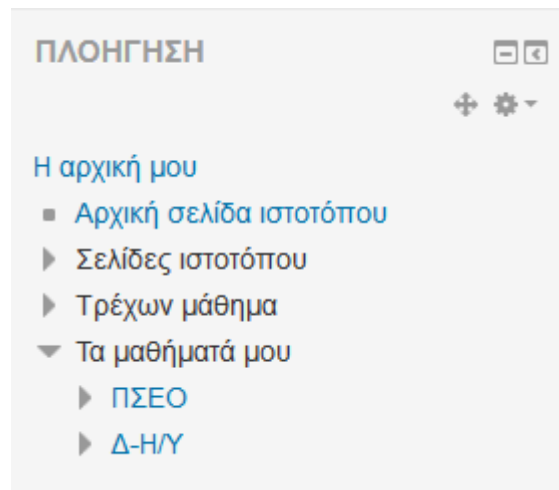 ΠΛΟΗΓΗΣΗ
Η αρχική μου
Αρχική σελίδα ιστοτόπου
Σελίδες ιστοτόπου
Τρέχων μάθημα
Τα μαθήματά μου
ΠΣΕΟ
Δ-Η/Υ